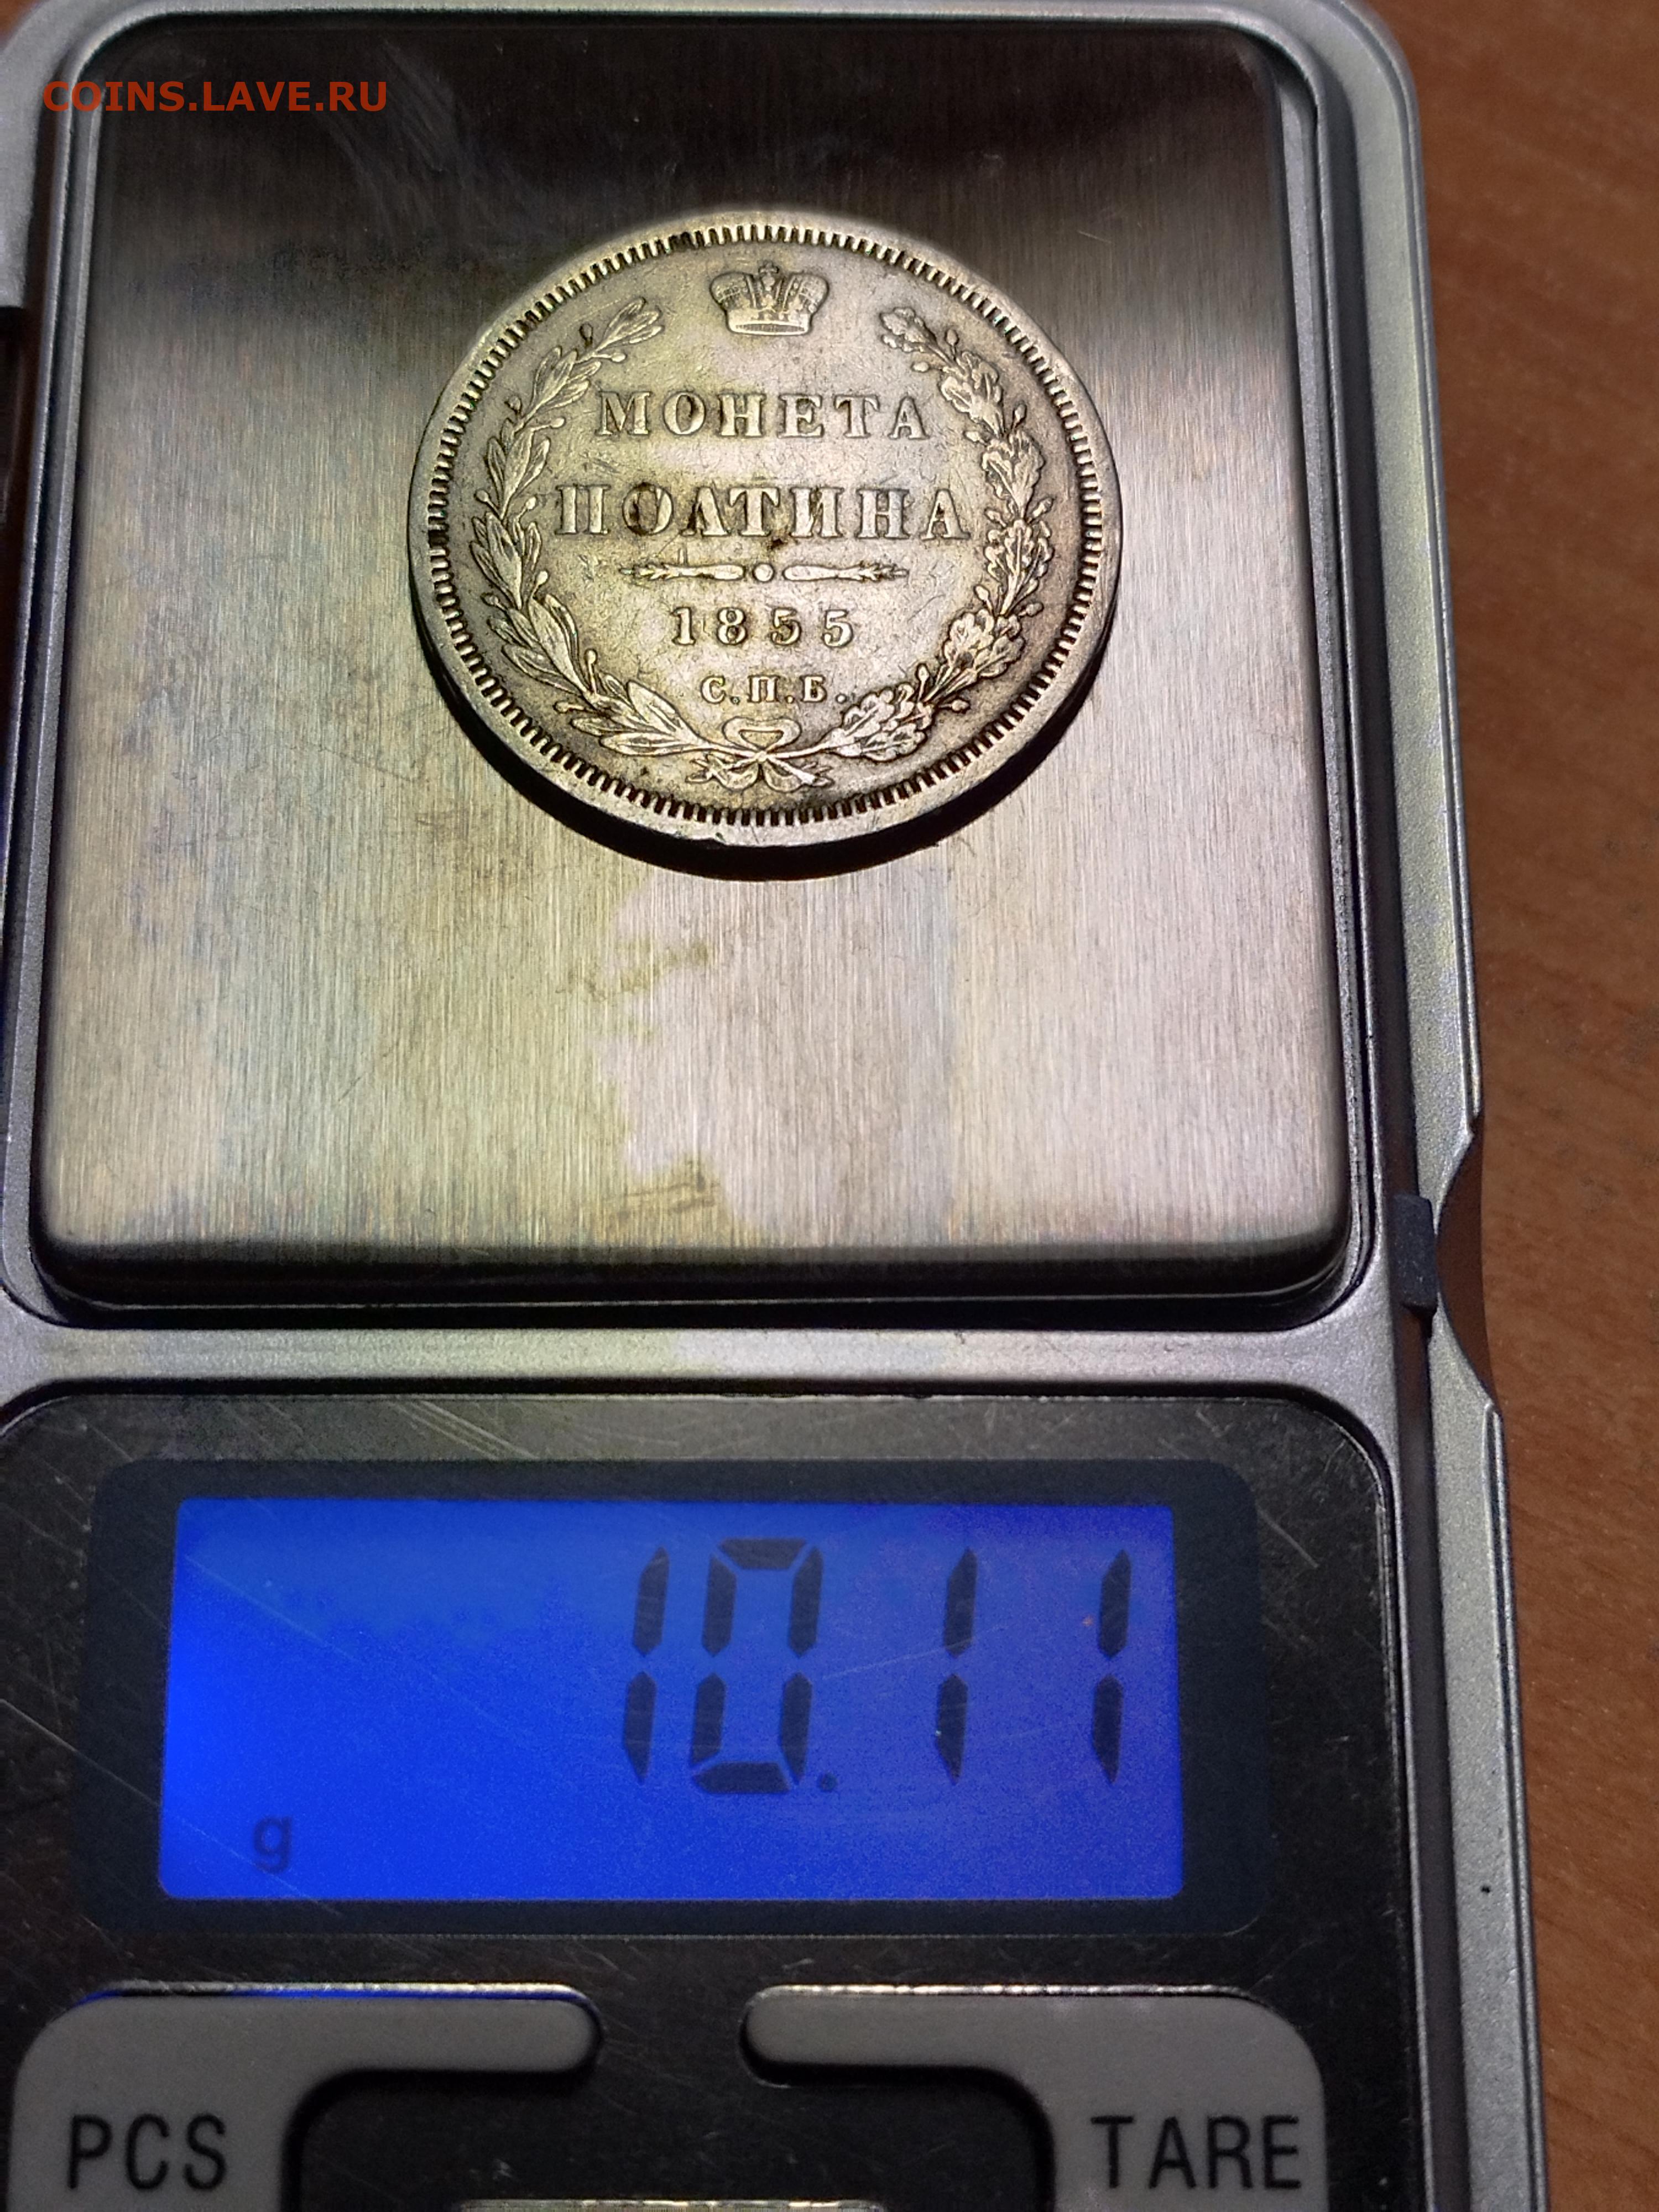 COINS.LAVE.RU
МОНЕТА
ПОЛТИНА
1855
С.П.Б.
10.11
g
PCS
TARE